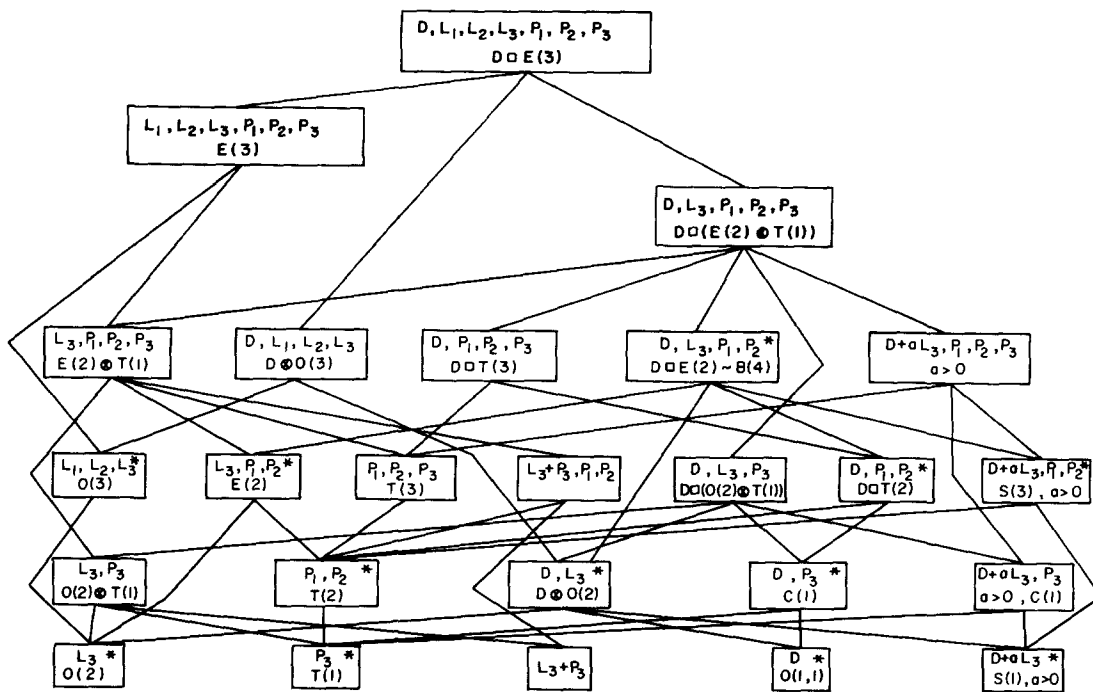 D, L₁, L₂, L₃, P₁, P₂, P₃
D □ E(3)
L₁, L₂, L₃, P₁, P₂, P₃
E(3)
D, L₃, P₁, P₂, P₃
D□(E(2) ⊗ T(1))
L₃, P₁, P₂, P₃
E(2) ⊗ T(1)
D, L₁, L₂, L₃
D⊗O(3)
D, P₁, P₂, P₃
D□T(3)
D, L₃, P₁, P₂ *
D□E(2) ~ B(4)
D+aL₃, P₁, P₂, P₃
a>0
L₁, L₂, L₃*
O(3)
L₃, P₁, P₂*
E(2)
P₁, P₂, P₃
T(3)
L₃+P₃, P₁, P₂
D, L₃, P₃
D□(O(2)⊗T(1))
D, P₁, P₂*
D□T(2)
D+aL₃, P₁, P₂*
S(3), a>0
L₃, P₃
O(2)⊗T(1)
P₁, P₂ *
T(2)
D, L₃ *
D⊗O(2)
D, P₃ *
C(1)
D+aL₃, P₃
a>0, C(1)
L₃ *
O(2)
P₃ *
T(1)
L₃+P₃
D *
O(1,1)
D+aL₃ *
S(1), a>0